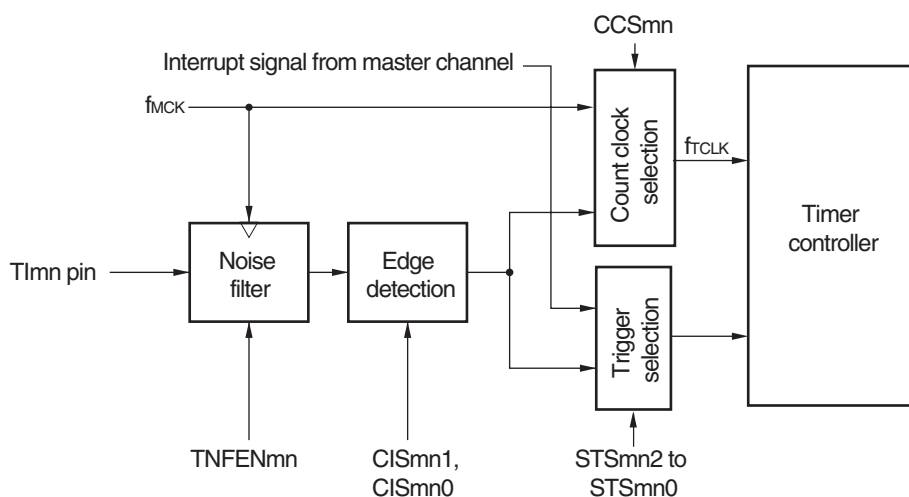 CCSmn
Interrupt signal from master channel
fMCK
Count clock
selection
fTCLK
Timer
controller
TImn pin
Noise
filter
Edge
detection
Trigger
selection
TNFENmn
CISmn1,
CISmn0
STSmn2 to
STSmn0